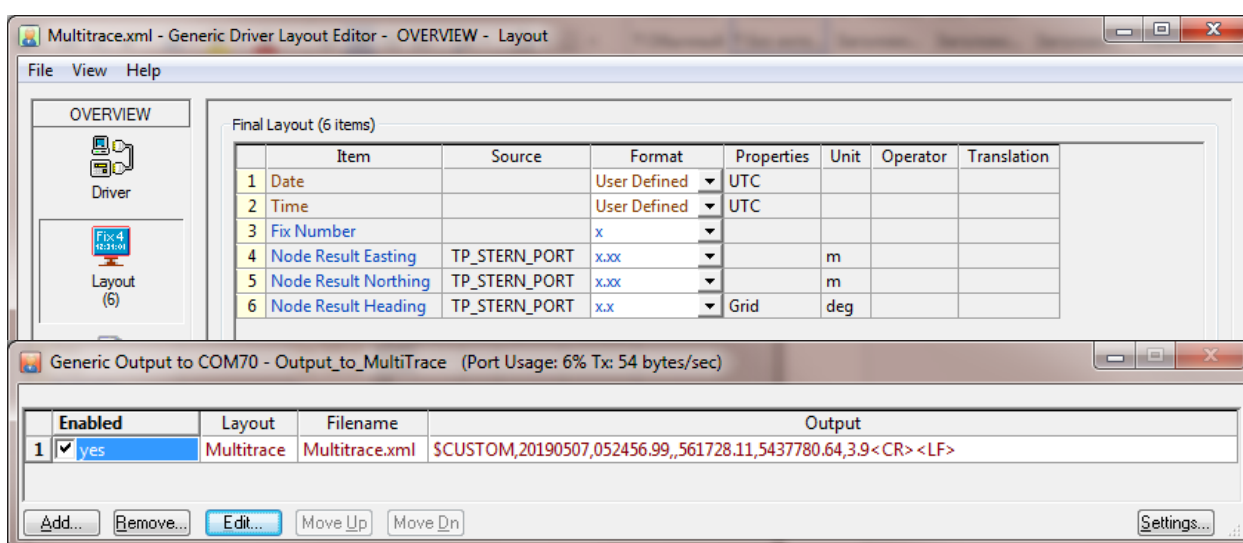 Multitrace.xml - Generic Driver Layout Editor - OVERVIEW - Layout
File View Help
OVERVIEW
Driver
Fix 4
12:31:01
Layout
(6)
Final Layout (6 items)
Item Source Format Properties Unit Operator Translation
1 Date User Defined UTC
2 Time User Defined UTC
3 Fix Number x
4 Node Result Easting TP_STERN_PORT x.xx m
5 Node Result Northing TP_STERN_PORT x.xx m
6 Node Result Heading TP_STERN_PORT x.x Grid deg
Generic Output to COM70 - Output_to_MultiTrace (Port Usage: 6% Tx: 54 bytes/sec)
Enabled Layout Filename Output
1 yes Multitrace Multitrace.xml $CUSTOM,20190507,052456.99,,561728.11,5437780.64,3.9<CR><LF>
Add... Remove... Edit... Move Up Move Dn Settings...